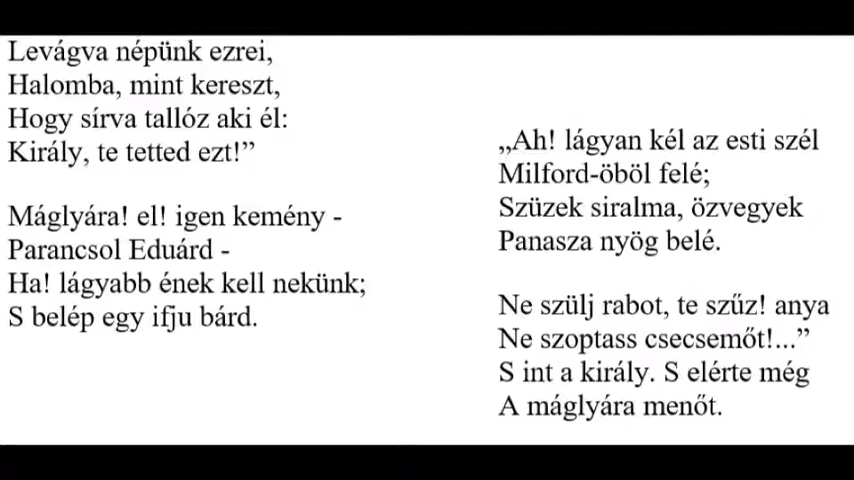 Levágva népünk ezrei,
Halomba, mint kereszt,
Hogy sírva tallóz aki él:
Király, te tetted ezt!”
Máglyára! el! igen kemény -
Parancsol Eduárd -
Ha! lágyabb ének kell nekünk;
S belép egy ifju bárd.
„Ah! lágyan kél az esti szél
Milford-öböl felé;
Szüzek siralma, özvegyek
Panasza nyög belé.
Ne szülj rabot, te szűz! anya
Ne szoptass csecsemőt!...”
S int a király. S elérte még
A máglyára menőt.